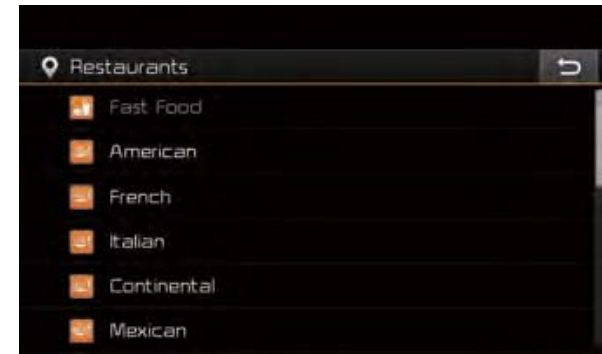 Restaurants
Fast Food
American
French
Italian
Continental
Mexican